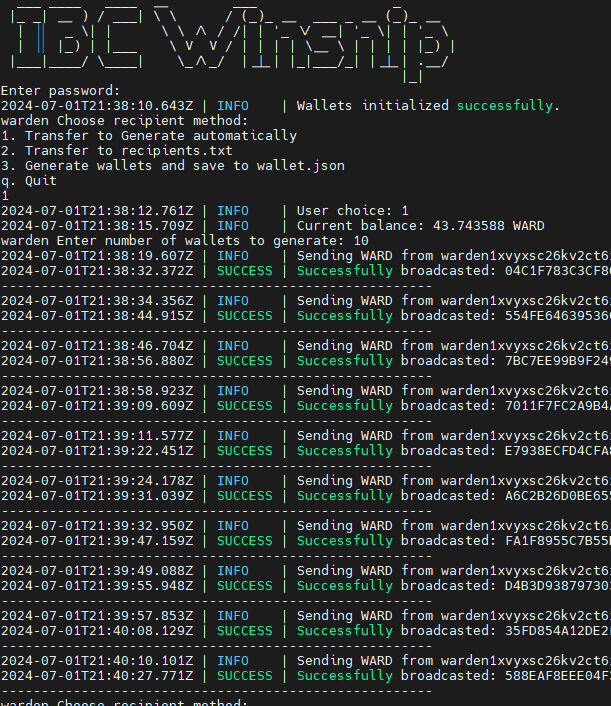 Enter password:
2024-07-01T21:38:10.643Z | INFO | Wallets initialized successfully.
warden Choose recipient method:
1. Transfer to Generate automatically
2. Transfer to recipients.txt
3. Generate wallets and save to wallet.json
q. Quit
1
2024-07-01T21:38:12.761Z | INFO | User choice: 1
2024-07-01T21:38:15.709Z | INFO | Current balance: 43.743588 WARD
warden Enter number of wallets to generate: 10
2024-07-01T21:38:19.607Z | INFO | Sending WARD from warden1xvyxsc26kv2ct6
2024-07-01T21:38:32.372Z | SUCCESS | Successfully broadcasted: 04C1F783C3CF8
------------------------------------------------------
2024-07-01T21:38:34.356Z | INFO | Sending WARD from warden1xvyxsc26kv2ct6
2024-07-01T21:38:44.915Z | SUCCESS | Successfully broadcasted: 554FE64639536
------------------------------------------------------
2024-07-01T21:38:46.704Z | INFO | Sending WARD from warden1xvyxsc26kv2ct6
2024-07-01T21:38:56.880Z | SUCCESS | Successfully broadcasted: 7BC7EE99B9F249
------------------------------------------------------
2024-07-01T21:38:58.923Z | INFO | Sending WARD from warden1xvyxsc26kv2ct6
2024-07-01T21:39:09.609Z | SUCCESS | Successfully broadcasted: 7011F7FC2A9B4
------------------------------------------------------
2024-07-01T21:39:11.577Z | INFO | Sending WARD from warden1xvyxsc26kv2ct6
2024-07-01T21:39:22.451Z | SUCCESS | Successfully broadcasted: E7938ECFD4CFA
------------------------------------------------------
2024-07-01T21:39:24.178Z | INFO | Sending WARD from warden1xvyxsc26kv2ct6
2024-07-01T21:39:31.039Z | SUCCESS | Successfully broadcasted: A6C2B26D0BE655
------------------------------------------------------
2024-07-01T21:39:32.950Z | INFO | Sending WARD from warden1xvyxsc26kv2ct6
2024-07-01T21:39:47.159Z | SUCCESS | Successfully broadcasted: FA1F8955C7B55
------------------------------------------------------
2024-07-01T21:39:49.088Z | INFO | Sending WARD from warden1xvyxsc26kv2ct6
2024-07-01T21:39:55.948Z | SUCCESS | Successfully broadcasted: D4B3D93879730
------------------------------------------------------
2024-07-01T21:39:57.853Z | INFO | Sending WARD from warden1xvyxsc26kv2ct6
2024-07-01T21:40:08.129Z | SUCCESS | Successfully broadcasted: 35FD854A12DE2
------------------------------------------------------
2024-07-01T21:40:10.101Z | INFO | Sending WARD from warden1xvyxsc26kv2ct6
2024-07-01T21:40:27.771Z | SUCCESS | Successfully broadcasted: 588EAF8EEE04F
------------------------------------------------------
warden Choose recipient method: